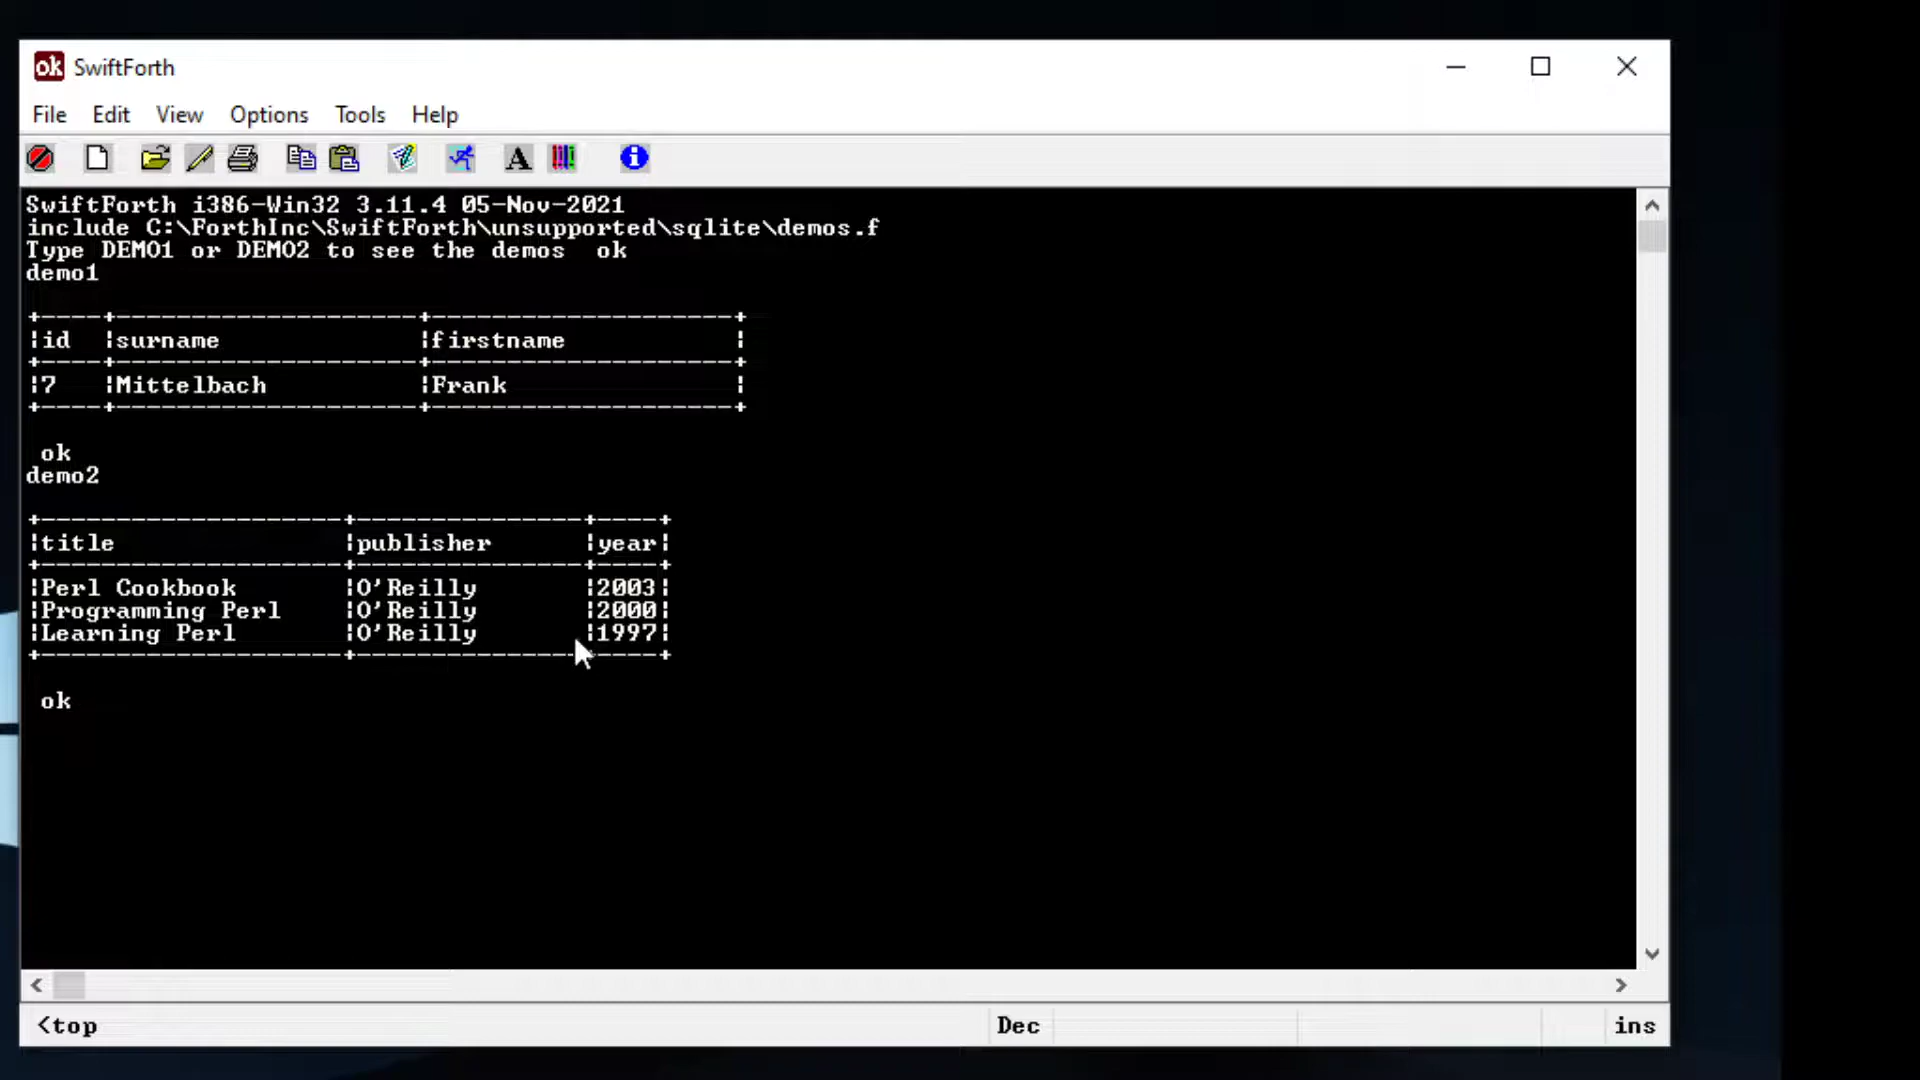 ok SwiftForth
File Edit View Options Tools Help
SwiftForth i386-Win32 3.11.4 05-Nov-2021
include C:\ForthInc\SwiftForth\unsupported\sqlite\demos.f
Type DEMO1 or DEMO2 to see the demos  ok
demo1
+----+--------------------+--------------------+
|id  |surname             |firstname           |
+----+--------------------+--------------------+
|7   |Mittelbach          |Frank               |
+----+--------------------+--------------------+
ok
demo2
+--------------------+---------------+----+
|title               |publisher      |year|
+--------------------+---------------+----+
|Perl Cookbook       |O'Reilly       |2003|
|Programming Perl    |O'Reilly       |2000|
|Learning Perl       |O'Reilly       |1997|
+--------------------+---------------+----+
ok
<top Dec ins